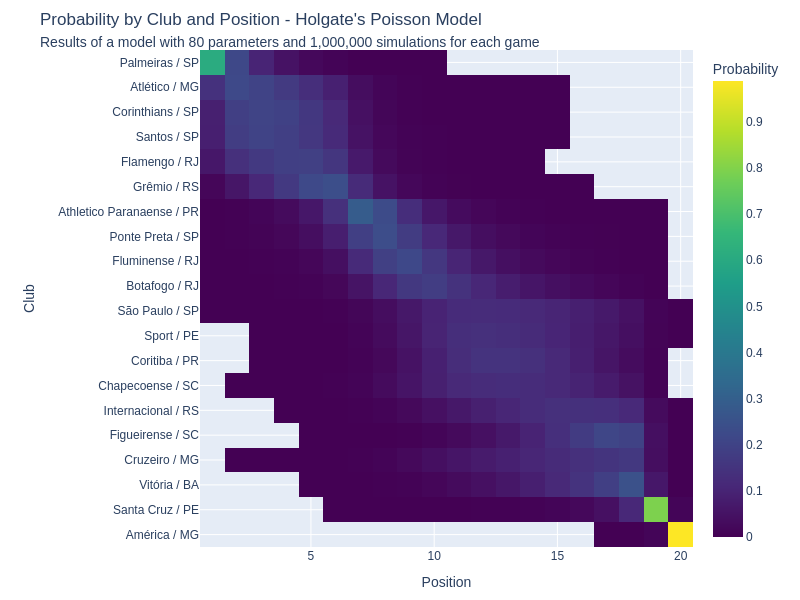 Probability by Club and Position - Holgate's Poisson Model
Results of a model with 80 parameters and 1,000,000 simulations for each game
Probability
Palmeiras / SP
Atlético / MG
Corinthians / SP
Santos / SP
Flamengo / RJ
Grêmio / RS
Athletico Paranaense / PR
Ponte Preta / SP
Fluminense / RJ
Botafogo / RJ
São Paulo / SP
Sport / PE
Coritiba / PR
Chapecoense / SC
Internacional / RS
Figueirense / SC
Cruzeiro / MG
Vitória / BA
Santa Cruz / PE
América / MG
Club
5
10
15
20
Position
0.9
0.8
0.7
0.6
0.5
0.4
0.3
0.2
0.1
0